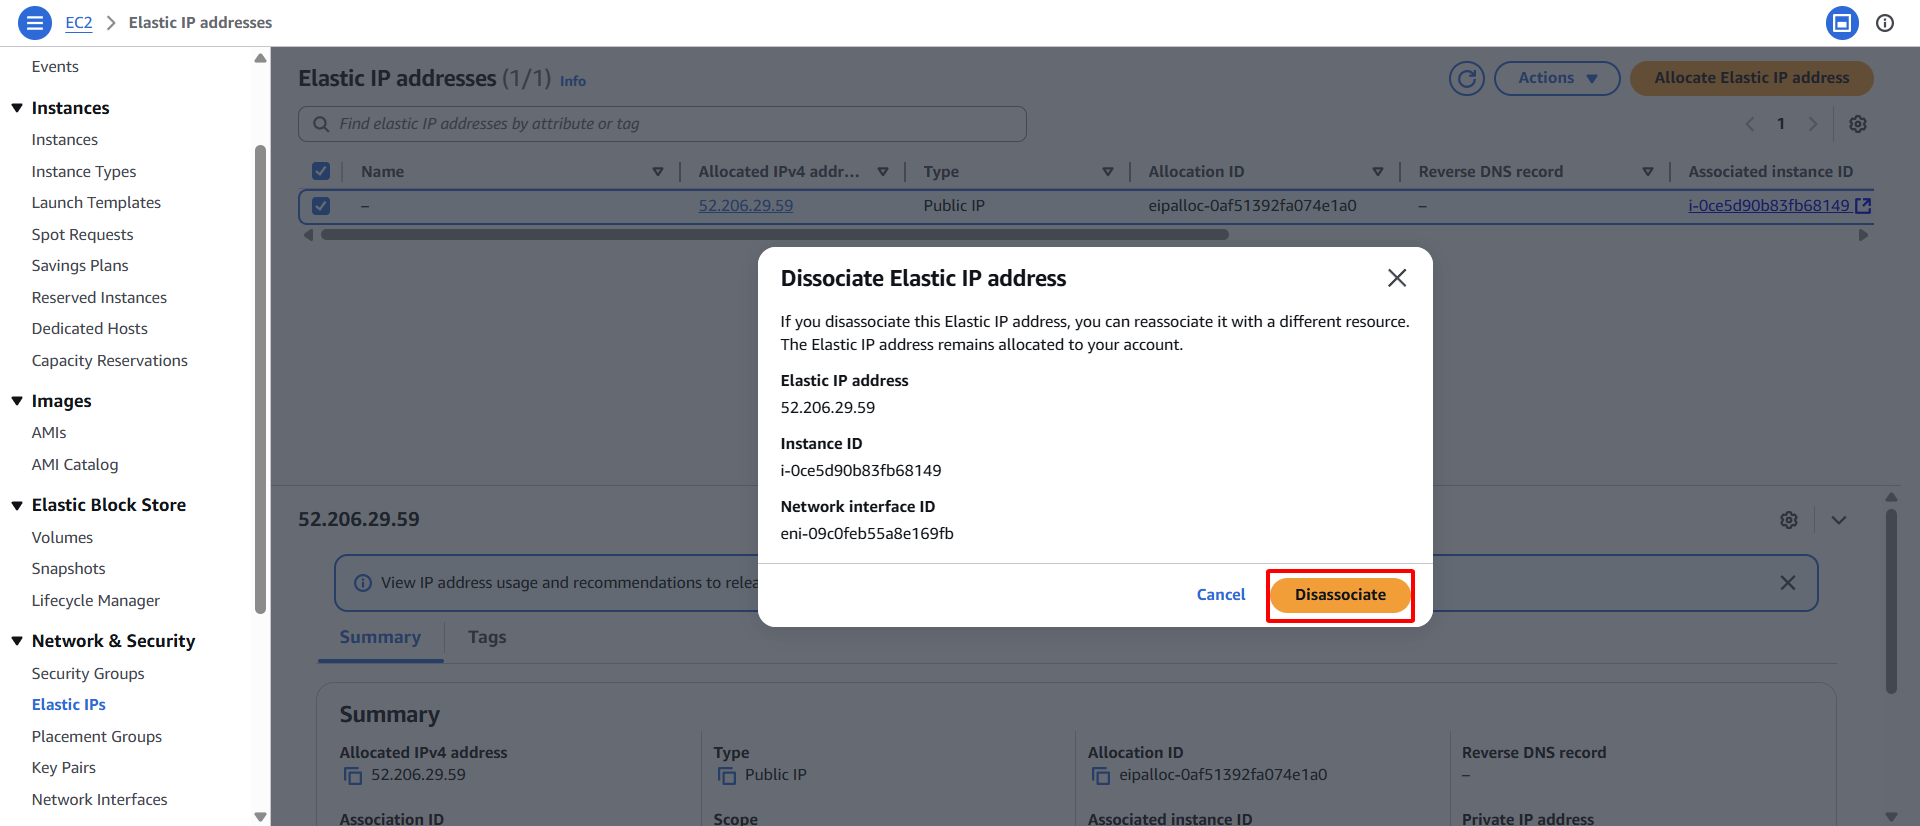 EC2 > Elastic IP addresses
Events
Instances
Instances
Instance Types
Launch Templates
Spot Requests
Savings Plans
Reserved Instances
Dedicated Hosts
Capacity Reservations
Images
AMIs
AMI Catalog
Elastic Block Store
Volumes
Snapshots
Lifecycle Manager
Network & Security
Security Groups
Elastic IPs
Placement Groups
Key Pairs
Network Interfaces
Elastic IP addresses (1/1) Info
Actions
Allocate Elastic IP address
Find elastic IP addresses by attribute or tag
1
Name Allocated IPv4 addr... Type Allocation ID Reverse DNS record Associated instance ID
– 52.206.29.59 Public IP eipalloc-0af51392fa074e1a0 – i-0ce5d90b83fb68149
Dissociate Elastic IP address
If you disassociate this Elastic IP address, you can reassociate it with a different resource.
The Elastic IP address remains allocated to your account.
Elastic IP address
52.206.29.59
Instance ID
i-0ce5d90b83fb68149
Network interface ID
eni-09c0feb55a8e169fb
Cancel
Disassociate
52.206.29.59
View IP address usage and recommendations to relea
Summary Tags
Summary
Allocated IPv4 address Type Allocation ID Reverse DNS record
52.206.29.59 Public IP eipalloc-0af51392fa074e1a0 –
Association ID Scope Associated instance ID Private IP address